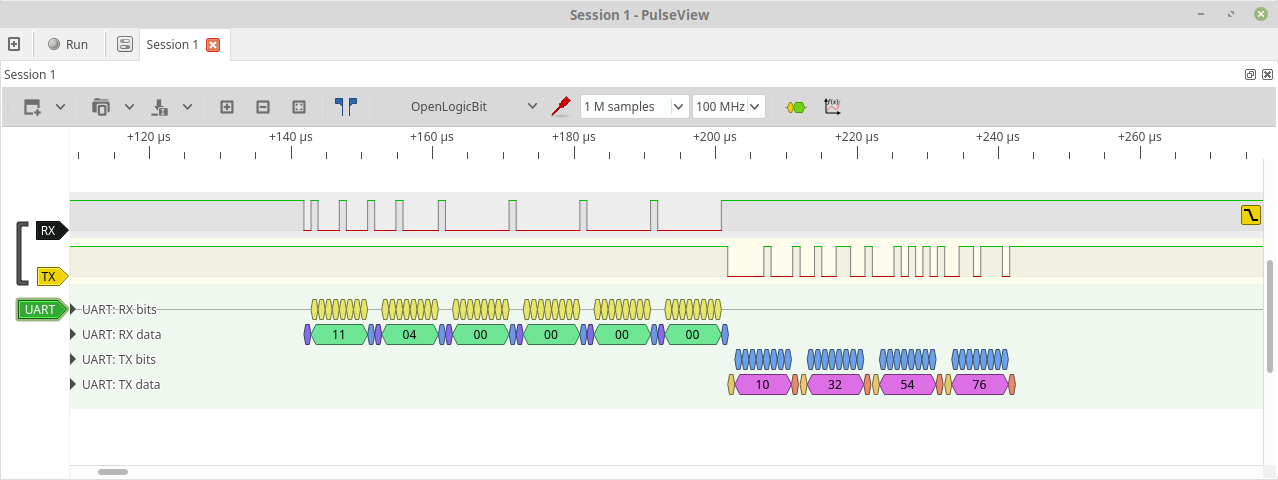 Session 1 - PulseView
Run
Session 1
Session 1
OpenLogicBit
1 M samples
100 MHz
+120 µs +140 µs +160 µs +180 µs +200 µs +220 µs +240 µs +260 µs
RX
TX
UART
UART: RX bits
UART: RX data 11 04 00 00 00 00
UART: TX bits
UART: TX data 10 32 54 76